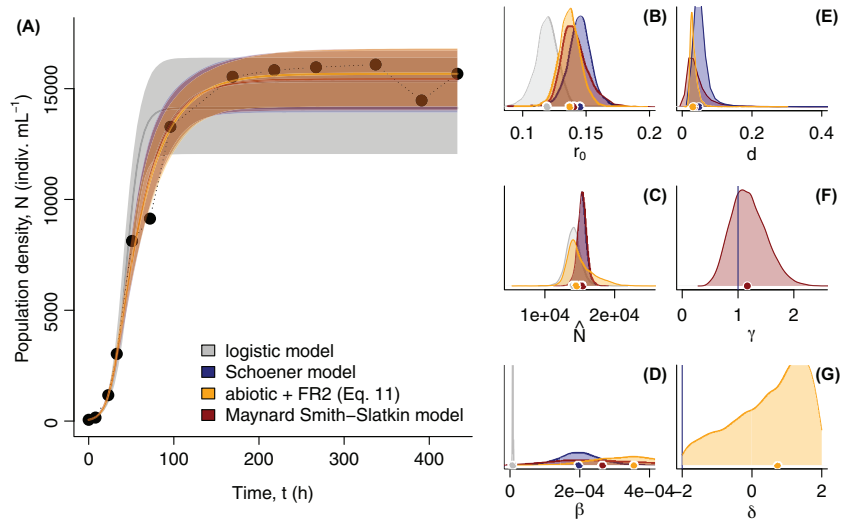 (A)
Population density, N (indiv. mL⁻¹)
0
5000
10000
15000
logistic model
Schoener model
abiotic + FR2 (Eq. 11)
Maynard Smith−Slatkin model
0 100 200 300 400
Time, t (h)
(B)
0.1 0.15 0.2
r₀
(E)
0 0.2 0.4
d
(C)
1e+04 2e+04
N̂
(F)
0 1 2
γ
(D)
0 2e−04 4e−04
β
(G)
−2 0 2
δ